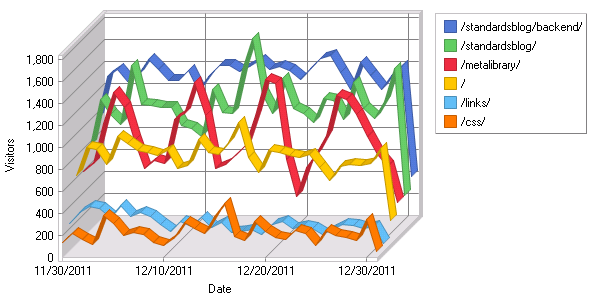 /standardsblog/backend/
/standardsblog/
/metalibrary/
/
/links/
/css/
1,800
1,600
1,400
1,200
1,000
800
600
400
200
0
Visitors
11/30/2011 12/10/2011 12/20/2011 12/30/2011
Date